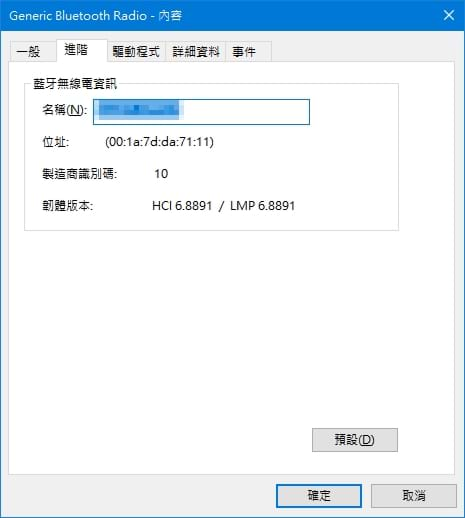 Generic Bluetooth Radio - 內容
一般 進階 驅動程式 詳細資料 事件
藍牙無線電資訊
名稱(N):
位址: (00:1a:7d:da:71:11)
製造商識別碼: 10
韌體版本: HCI 6.8891 / LMP 6.8891
預設(D)
確定 取消